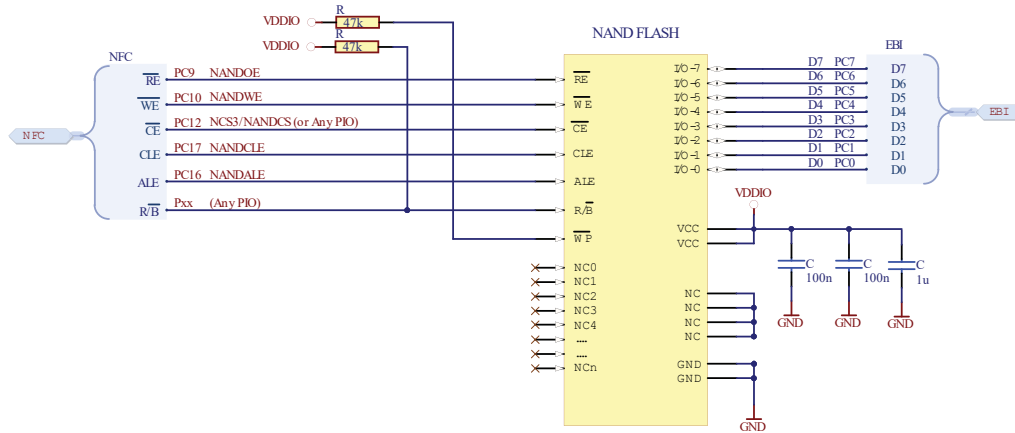 R
VDDIO 47k
R
VDDIO 47k
NAND FLASH
NFC
EBI
RE PC9 NANDOE RE I/O-7 D7 PC7 D7
WE PC10 NANDWE WE I/O-6 D6 PC6 D6
I/O-5 D5 PC5 D5
CE PC12 NCS3/NANDCS (or Any PIO) CE I/O-4 D4 PC4 D4
NFC
EBI
I/O-3 D3 PC3 D3
I/O-2 D2 PC2 D2
CLE PC17 NANDCLE CLE I/O-1 D1 PC1 D1
I/O-0 D0 PC0 D0
ALE PC16 NANDALE ALE
VDDIO
R/B Pxx (Any PIO) R/B
VCC
WP
VCC
NC0
C
100n
C
100n
C
1u
NC1
NC2
NC3
NC4
....
....
NCn
NC
NC
NC
NC
GND
GND
GND
GND
GND
GND